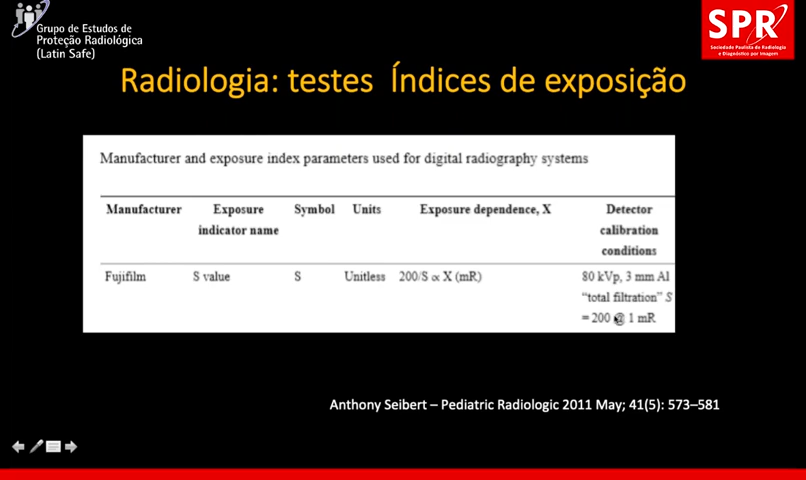 Grupo de Estudos de
Proteção Radiológica
(Latin Safe)
SPR
Sociedade Paulista de Radiologia
e Diagnóstico por Imagem
Radiologia: testes Índices de exposição
Manufacturer and exposure index parameters used for digital radiography systems
Manufacturer Exposure indicator name Symbol Units Exposure dependence, X Detector calibration conditions
Fujifilm S value S Unitless 200/S ∝ X (mR) 80 kVp, 3 mm Al
"total filtration" S
= 200 @ 1 mR
Anthony Seibert – Pediatric Radiologic 2011 May; 41(5): 573–581